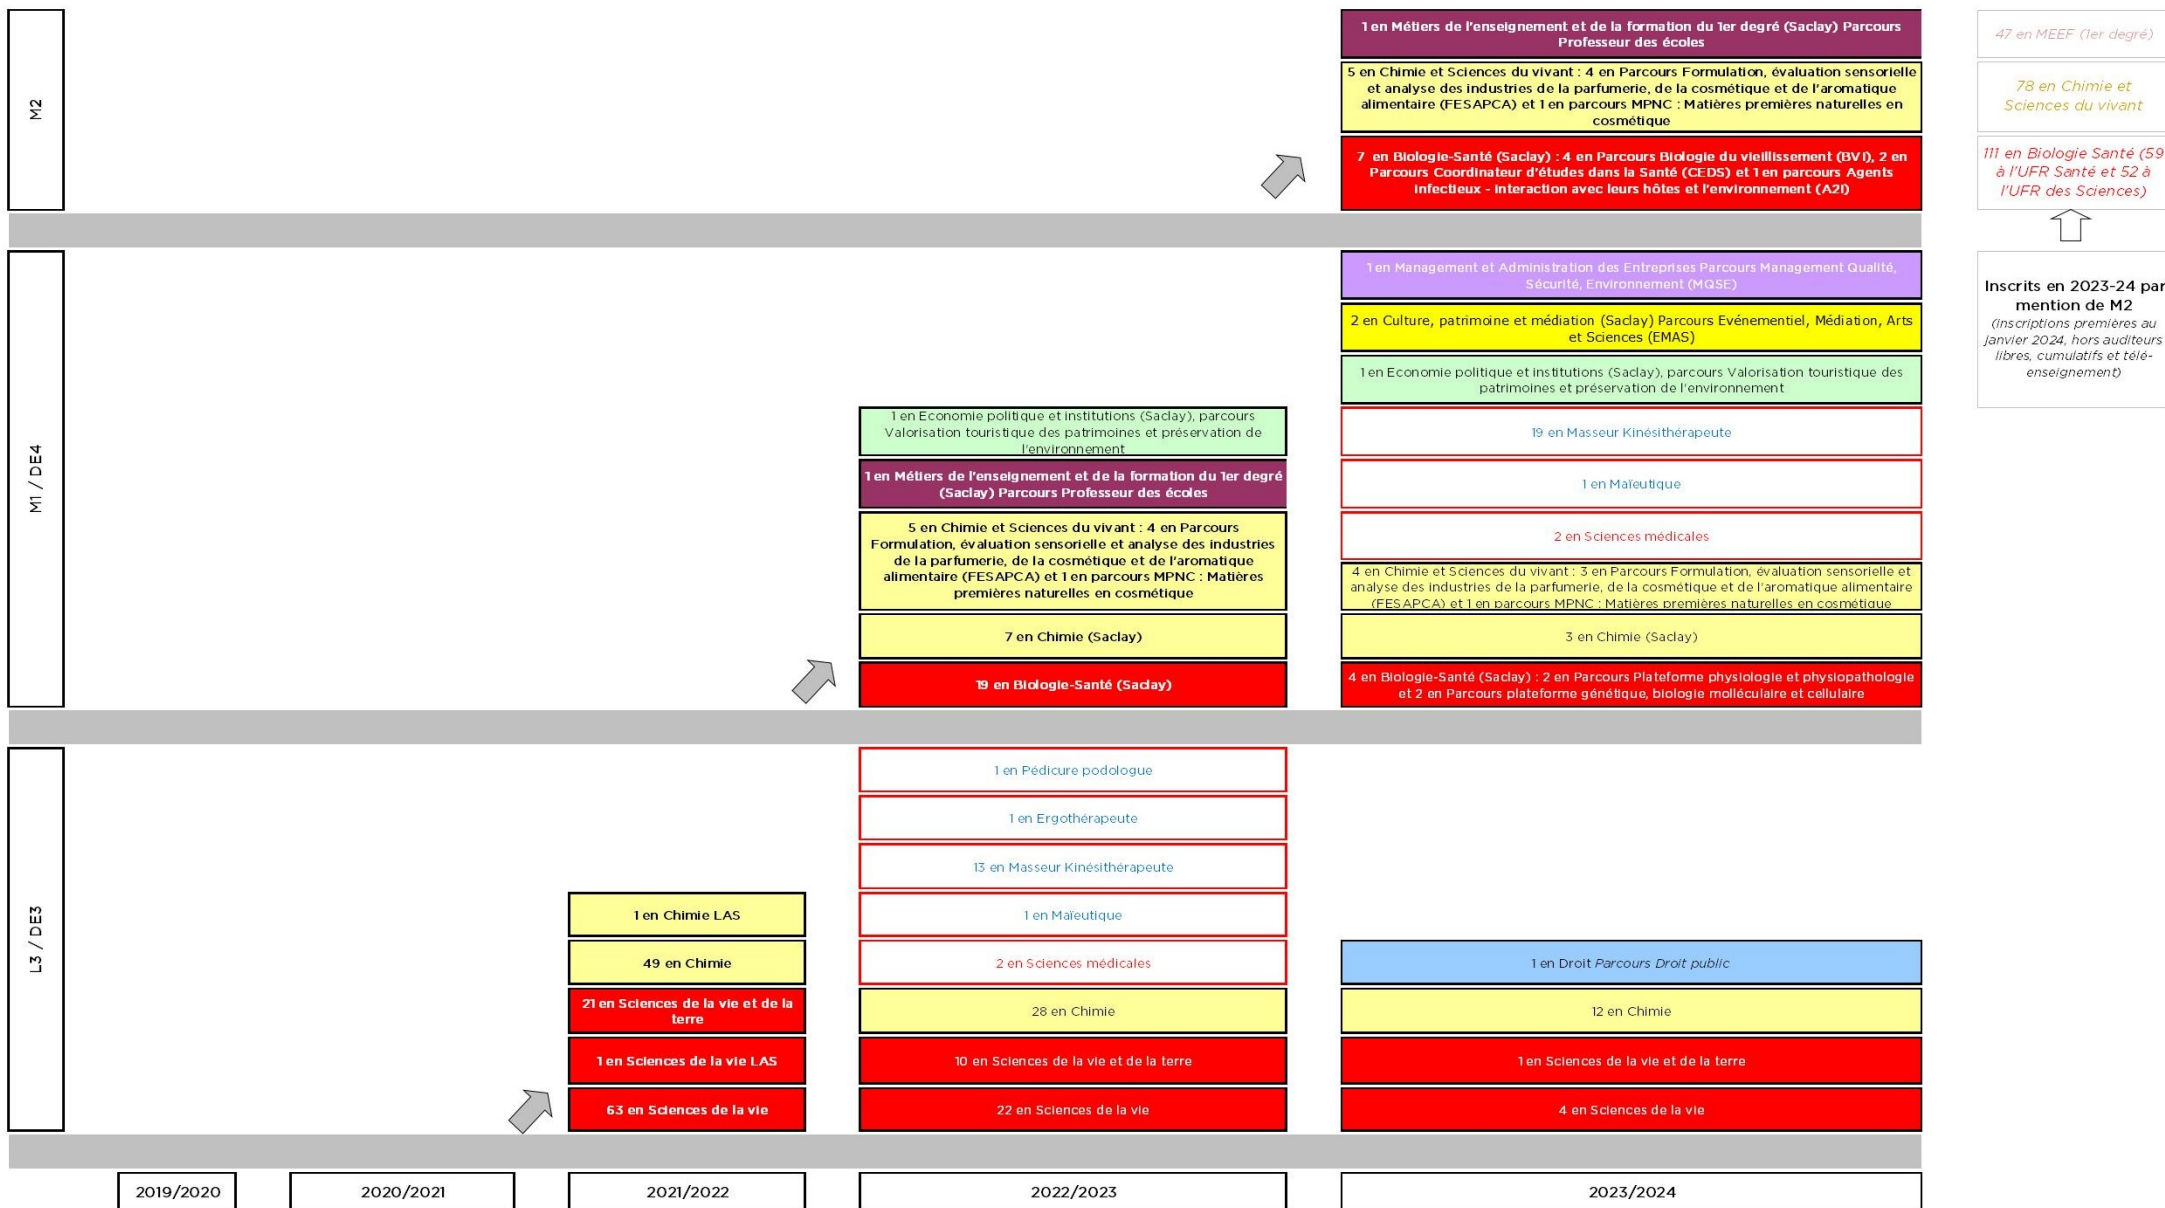 M2
1 en Métiers de l'enseignement et de la formation du 1er degré (Saclay) Parcours
Professeur des écoles
5 en Chimie et Sciences du vivant : 4 en Parcours Formulation, évaluation sensorielle
et analyse des industries de la parfumerie, de la cosmétique et de l'aromatique
alimentaire (FESAPCA) et 1 en parcours MPNC : Matières premières naturelles en
cosmétique
7 en Biologie-Santé (Saclay) : 4 en Parcours Biologie du vieillissement (BVI), 2 en
Parcours Coordinateur d'études dans la Santé (CEDS) et 1 en parcours Agents
infectieux - interaction avec leurs hôtes et l'environnement (A2I)
47 en MEEF (1er degré)
78 en Chimie et
Sciences du vivant
111 en Biologie Santé (59
à l'UFR Santé et 52 à
l'UFR des Sciences)
Inscrits en 2023-24 par
mention de M2
(inscriptions premières au
janvier 2024, hors auditeurs
libres, cumulatifs et télé-
enseignement)
M1 / DE4
1 en Economie politique et institutions (Saclay), parcours
Valorisation touristique des patrimoines et préservation de
l'environnement
1 en Métiers de l'enseignement et de la formation du 1er degré
(Saclay) Parcours Professeur des écoles
5 en Chimie et Sciences du vivant : 4 en Parcours
Formulation, évaluation sensorielle et analyse des industries
de la parfumerie, de la cosmétique et de l'aromatique
alimentaire (FESAPCA) et 1 en parcours MPNC : Matières
premières naturelles en cosmétique
7 en Chimie (Saclay)
19 en Biologie-Santé (Saclay)
1 en Management et Administration des Entreprises Parcours Management Qualité,
Sécurité, Environnement (MQSE)
2 en Culture, patrimoine et médiation (Saclay) Parcours Evénementiel, Médiation, Arts
et Sciences (EMAS)
1 en Economie politique et institutions (Saclay), parcours Valorisation touristique des
patrimoines et préservation de l'environnement
19 en Masseur Kinésithérapeute
1 en Maïeutique
2 en Sciences médicales
4 en Chimie et Sciences du vivant : 3 en Parcours Formulation, évaluation sensorielle et
analyse des industries de la parfumerie, de la cosmétique et de l'aromatique alimentaire
(FESAPCA) et 1 en parcours MPNC : Matières premières naturelles en cosmétique
3 en Chimie (Saclay)
4 en Biologie-Santé (Saclay) : 2 en Parcours Plateforme physiologie et physiopathologie
et 2 en Parcours plateforme génétique, biologie molléculaire et cellulaire
L3 / DE3
1 en Chimie LAS
49 en Chimie
21 en Sciences de la vie et de la
terre
1 en Sciences de la vie LAS
63 en Sciences de la vie
1 en Pédicure podologue
1 en Ergothérapeute
13 en Masseur Kinésithérapeute
1 en Maïeutique
2 en Sciences médicales
28 en Chimie
10 en Sciences de la vie et de la terre
22 en Sciences de la vie
1 en Droit Parcours Droit public
12 en Chimie
1 en Sciences de la vie et de la terre
4 en Sciences de la vie
2019/2020
2020/2021
2021/2022
2022/2023
2023/2024